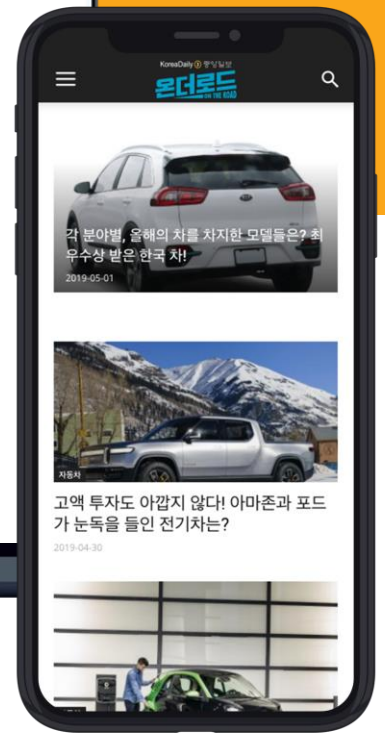 KoreaDaily 중앙일보
온더로드
ON THE ROAD
각 분야별, 올해의 차를 차지한 모델들은? 최
우수상 받은 한국 차!
2019-05-01
자동차
고액 투자도 아깝지 않다! 아마존과 포드
가 눈독을 들인 전기차는?
2019-04-30